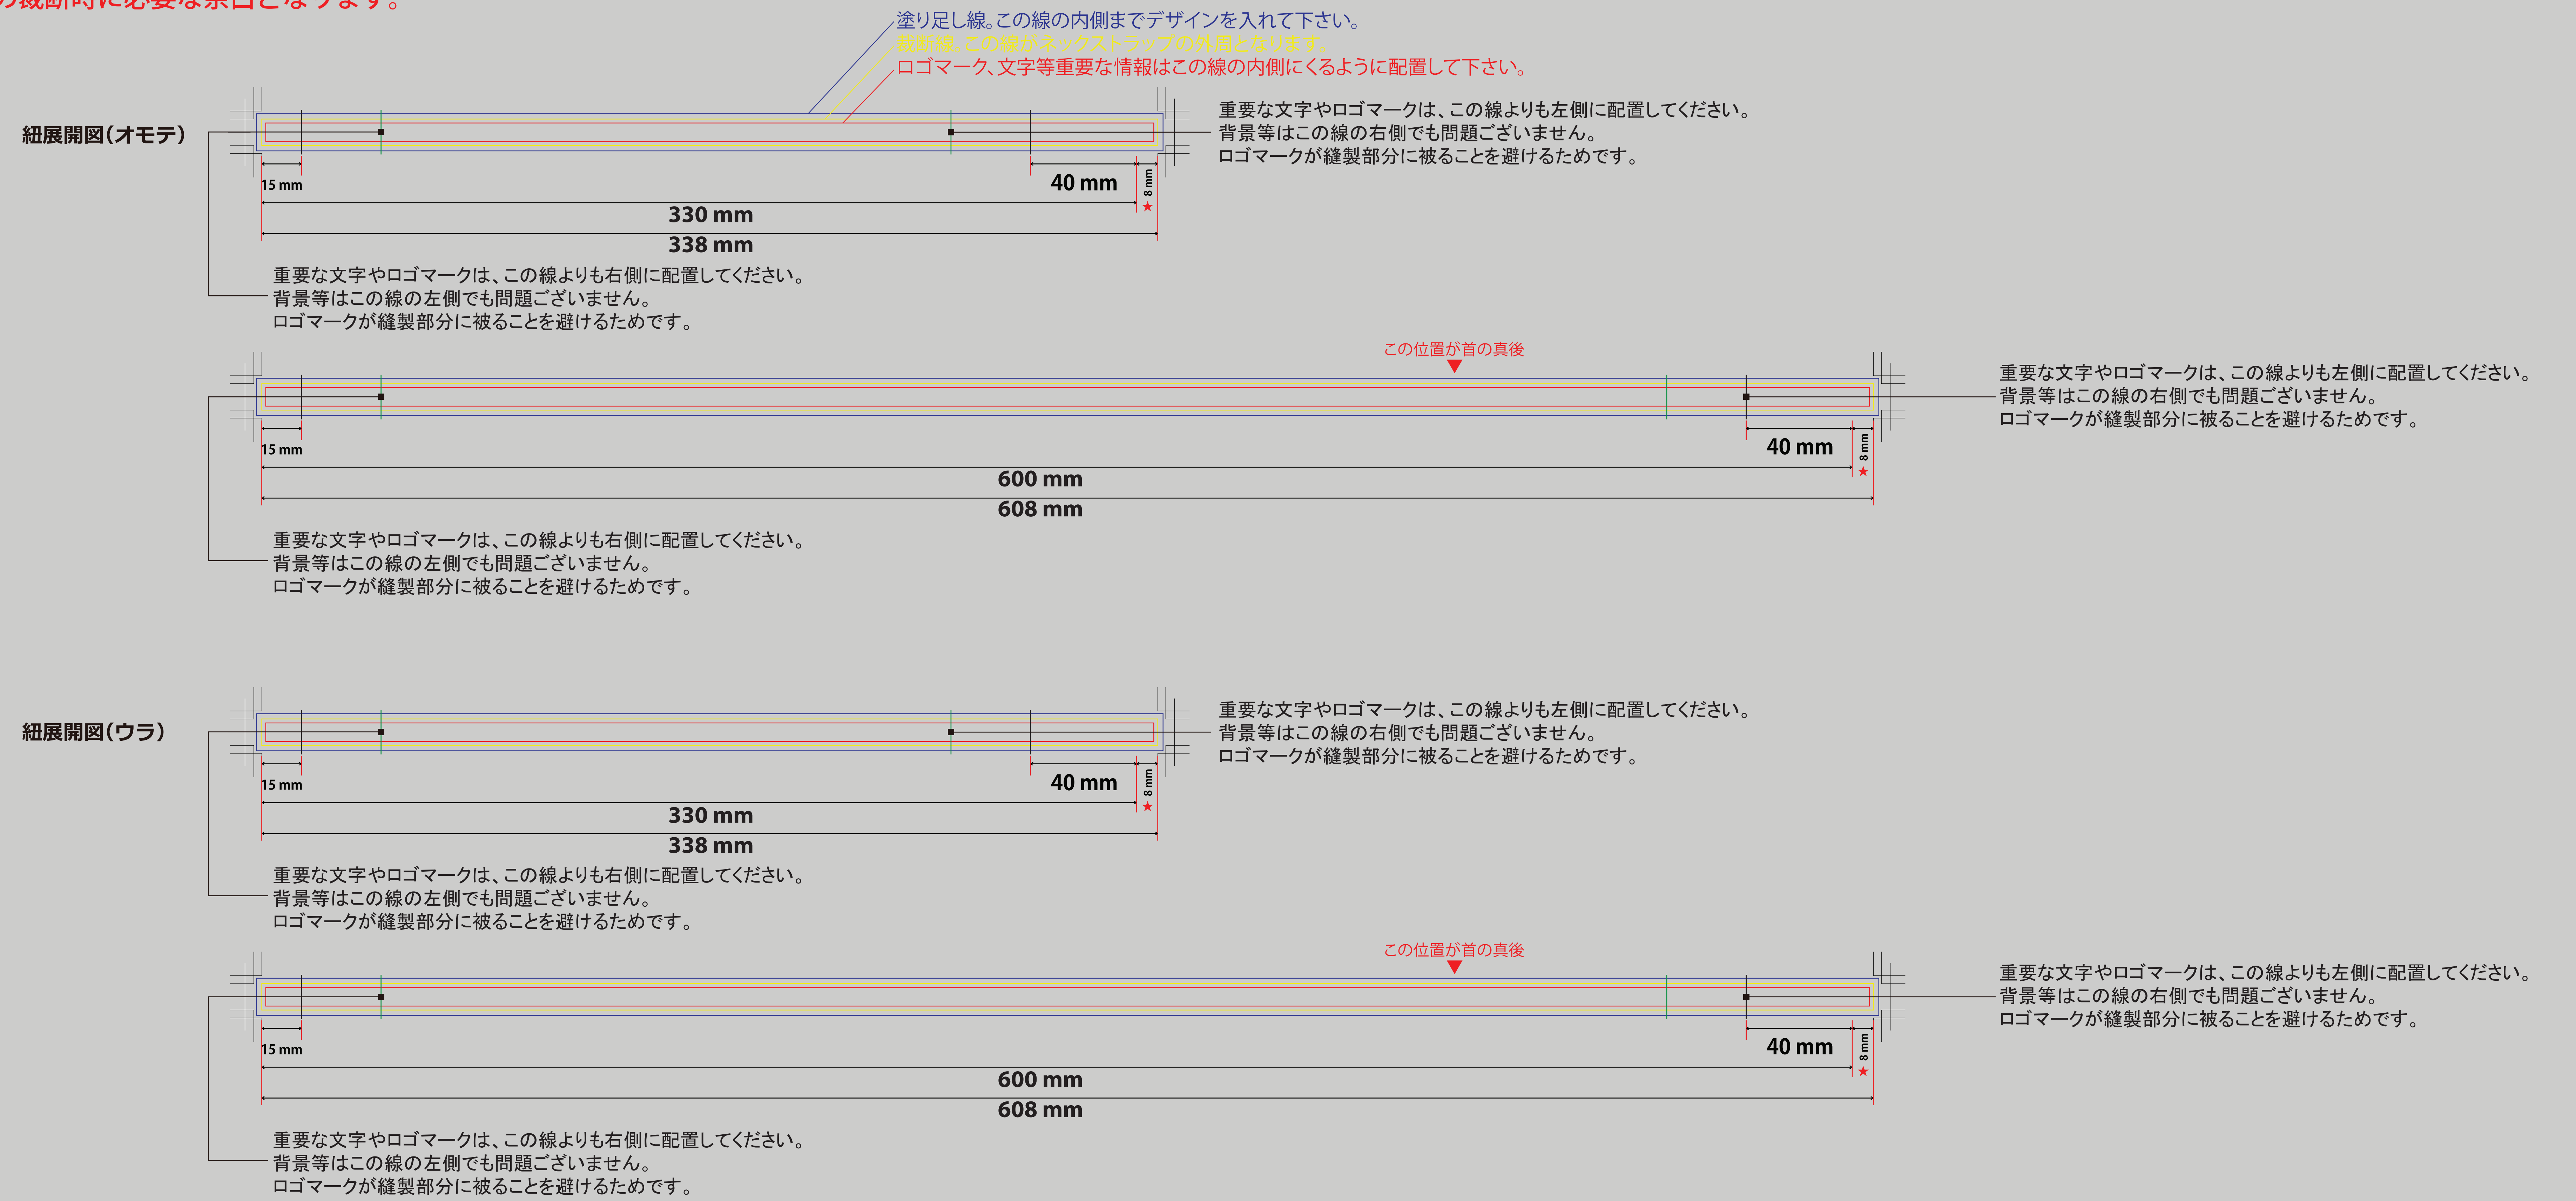 の裁断時に必要な余白となります。
塗り足し線。この線の内側までデザインを入れて下さい。
裁断線。この線がネックストラップの外周となります。
ロゴマーク、文字等重要な情報はこの線の内側にくるように配置して下さい。
紐展開図(オモテ)
重要な文字やロゴマークは、この線よりも左側に配置してください。
背景等はこの線の右側でも問題ございません。
ロゴマークが縫製部分に被ることを避けるためです。
15 mm
40 mm
★ 8 mm
330 mm
338 mm
重要な文字やロゴマークは、この線よりも右側に配置してください。
背景等はこの線の左側でも問題ございません。
ロゴマークが縫製部分に被ることを避けるためです。
この位置が首の真後
重要な文字やロゴマークは、この線よりも左側に配置してください。
背景等はこの線の右側でも問題ございません。
ロゴマークが縫製部分に被ることを避けるためです。
15 mm
40 mm
★ 8 mm
600 mm
608 mm
重要な文字やロゴマークは、この線よりも右側に配置してください。
背景等はこの線の左側でも問題ございません。
ロゴマークが縫製部分に被ることを避けるためです。
紐展開図(ウラ)
重要な文字やロゴマークは、この線よりも左側に配置してください。
背景等はこの線の右側でも問題ございません。
ロゴマークが縫製部分に被ることを避けるためです。
15 mm
40 mm
★ 8 mm
330 mm
338 mm
重要な文字やロゴマークは、この線よりも右側に配置してください。
背景等はこの線の左側でも問題ございません。
ロゴマークが縫製部分に被ることを避けるためです。
この位置が首の真後
重要な文字やロゴマークは、この線よりも左側に配置してください。
背景等はこの線の右側でも問題ございません。
ロゴマークが縫製部分に被ることを避けるためです。
15 mm
40 mm
★ 8 mm
600 mm
608 mm
重要な文字やロゴマークは、この線よりも右側に配置してください。
背景等はこの線の左側でも問題ございません。
ロゴマークが縫製部分に被ることを避けるためです。